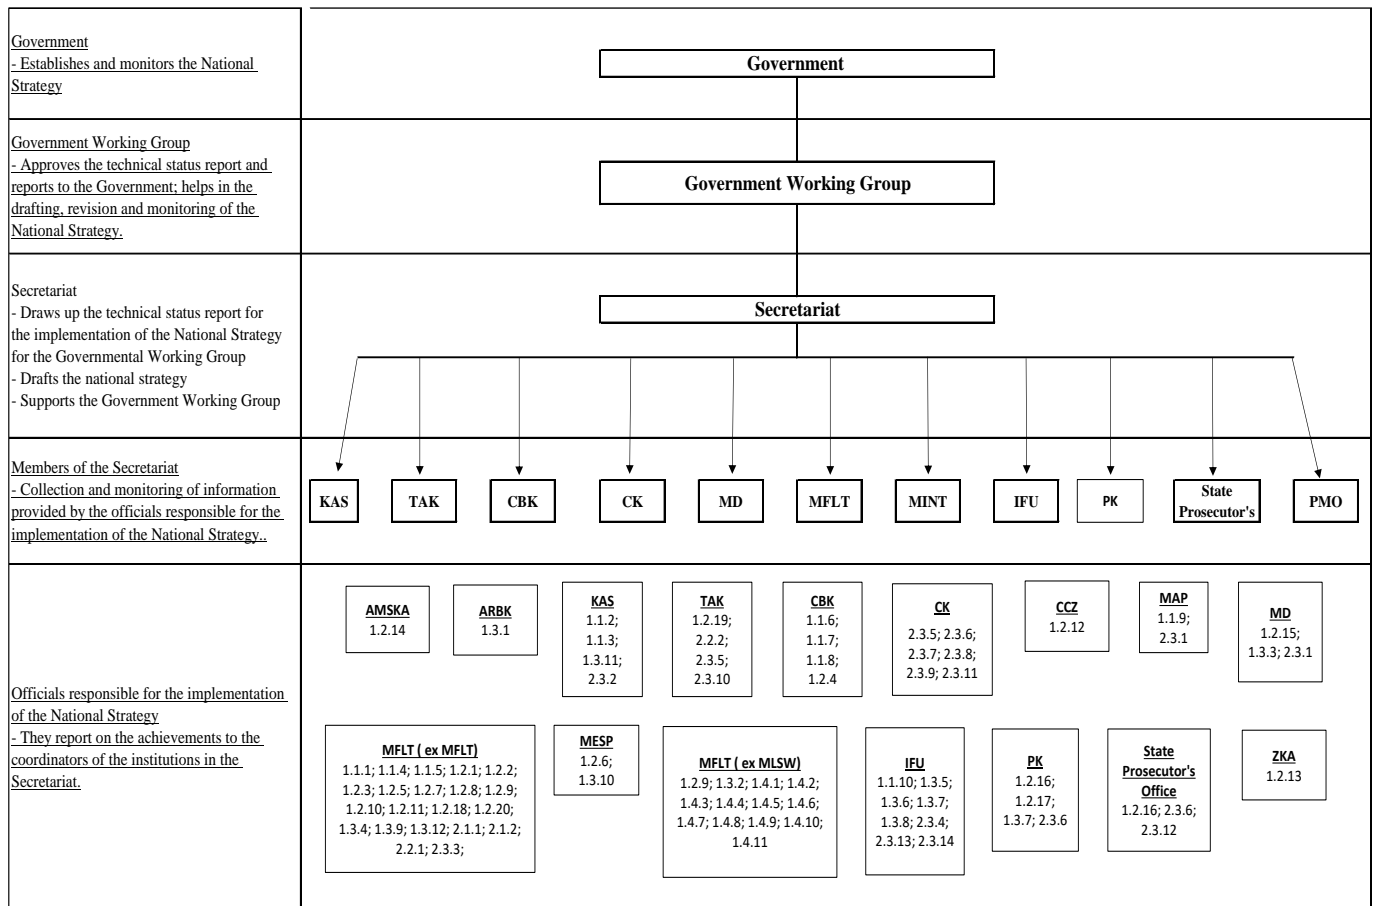 Government
- Establishes and monitors the National
Strategy
Government
Government Working Group
- Approves the technical status report and
reports to the Government; helps in the
drafting, revision and monitoring of the
National Strategy.
Government Working Group
Secretariat
- Draws up the technical status report for
the implementation of the National Strategy
for the Governmental Working Group
- Drafts the national strategy
- Supports the Government Working Group
Secretariat
Members of the Secretariat
- Collection and monitoring of information
provided by the officials responsible for the
implementation of the National Strategy..
KAS
TAK
CBK
CK
MD
MFLT
MINT
IFU
PK
State
Prosecutor's
PMO
Officials responsible for the implementation
of the National Strategy
- They report on the achievements to the
coordinators of the institutions in the
Secretariat.
AMSKA
1.2.14
ARBK
1.3.1
KAS
1.1.2;
1.1.3;
1.3.11;
2.3.2
TAK
1.2.19;
2.2.2;
2.3.5;
2.3.10
CBK
1.1.6;
1.1.7;
1.1.8;
1.2.4
CK
2.3.5; 2.3.6;
2.3.7; 2.3.8;
2.3.9; 2.3.11
CCZ
1.2.12
MAP
1.1.9;
2.3.1
MD
1.2.15;
1.3.3; 2.3.1
MFLT ( ex MFLT)
1.1.1; 1.1.4; 1.1.5; 1.2.1; 1.2.2;
1.2.3; 1.2.5; 1.2.7; 1.2.8; 1.2.9;
1.2.10; 1.2.11; 1.2.18; 1.2.20;
1.3.4; 1.3.9; 1.3.12; 2.1.1; 2.1.2;
2.2.1; 2.3.3;
MESP
1.2.6;
1.3.10
MFLT ( ex MLSW)
1.2.9; 1.3.2; 1.4.1; 1.4.2;
1.4.3; 1.4.4; 1.4.5; 1.4.6;
1.4.7; 1.4.8; 1.4.9; 1.4.10;
1.4.11
IFU
1.1.10; 1.3.5;
1.3.6; 1.3.7;
1.3.8; 2.3.4;
2.3.13; 2.3.14
PK
1.2.16;
1.2.17;
1.3.7; 2.3.6
State
Prosecutor's
Office
1.2.16; 2.3.6;
2.3.12
ZKA
1.2.13